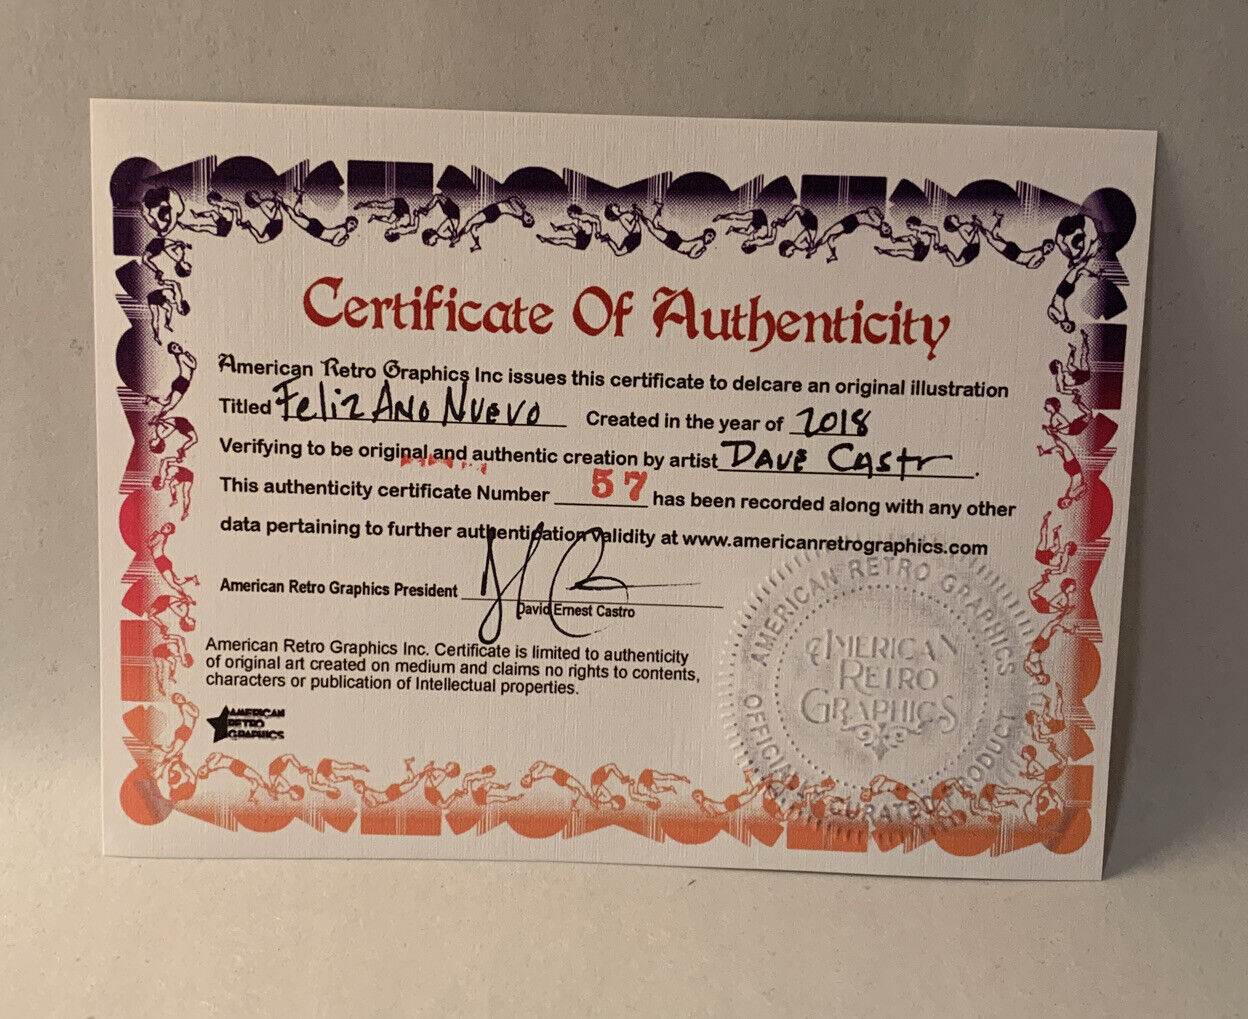 Certificate Of Authenticity
American Retro Graphics Inc issues this certificate to delcare an original illustration
Titled Feliz Ano Nuevo Created in the year of 2018
Verifying to be original and authentic creation by artist Dave Castr .
This authenticity certificate Number 57 has been recorded along with any other
data pertaining to further authentication validity at www.americanretrographics.com
American Retro Graphics President
David Ernest Castro
American Retro Graphics Inc. Certificate is limited to authenticity
of original art created on medium and claims no rights to contents,
characters or publication of Intellectual properties.
AMERICAN
RETRO
GRAPHICS
AMERICAN RETRO GRAPHICS
AMERICAN
RETRO
GRAPHICS
OFFICIAL CURATED PRODUCT